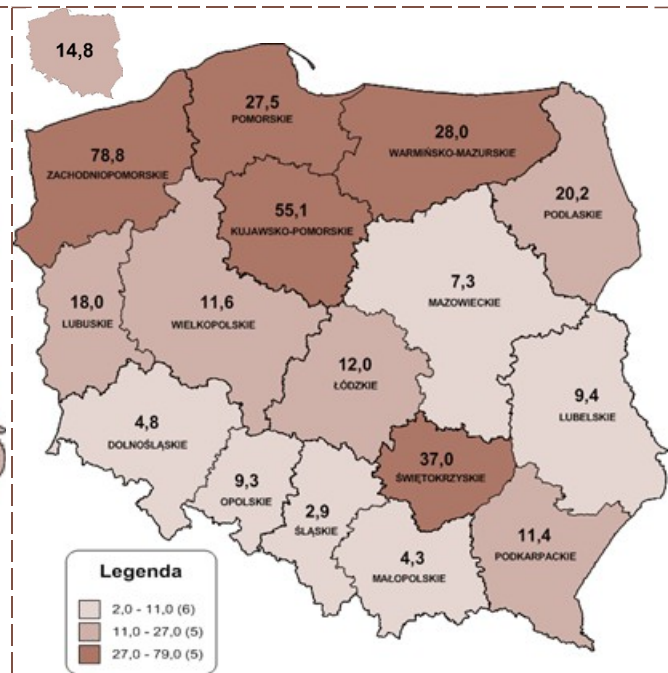 14,8
27,5
POMORSKIE
28,0
WARMIŃSKO-MAZURSKIE
78,8
ZACHODNIOPOMORSKIE
55,1
KUJAWSKO-POMORSKIE
20,2
PODLASKIE
7,3
MAZOWIECKIE
18,0
LUBUSKIE
11,6
WIELKOPOLSKIE
12,0
ŁÓDZKIE
9,4
LUBELSKIE
4,8
DOLNOŚLĄSKIE
37,0
ŚWIĘTOKRZYSKIE
9,3
OPOLSKIE
2,9
ŚLĄSKIE
4,3
MAŁOPOLSKIE
11,4
PODKARPACKIE
Legenda
2,0 - 11,0 (6)
11,0 - 27,0 (5)
27,0 - 79,0 (5)